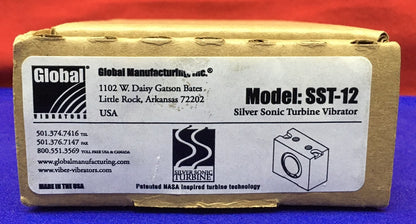 Global
VIBRATORS
Global Manufacturing, Inc.®
1102 W. Daisy Gatson Bates
Little Rock, Arkansas 72202
USA
Model: SST-12
Silver Sonic Turbine Vibrator
501.374.7416 TEL
501.376.7147 FAX
800.551.3569 TOLL FREE USA & CANADA
www.globalmanufacturing.com
www.viber-vibrators.com
MADE IN THE USA
SILVER SONIC
TURBINE
Patented NASA inspired turbine technology